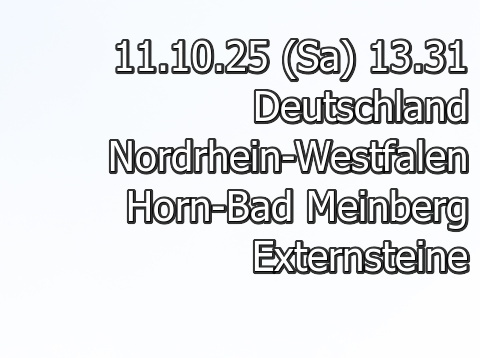 11.10.25 (Sa) 13.31
Deutschland
Nordrhein-Westfalen
Horn-Bad Meinberg
Externsteine